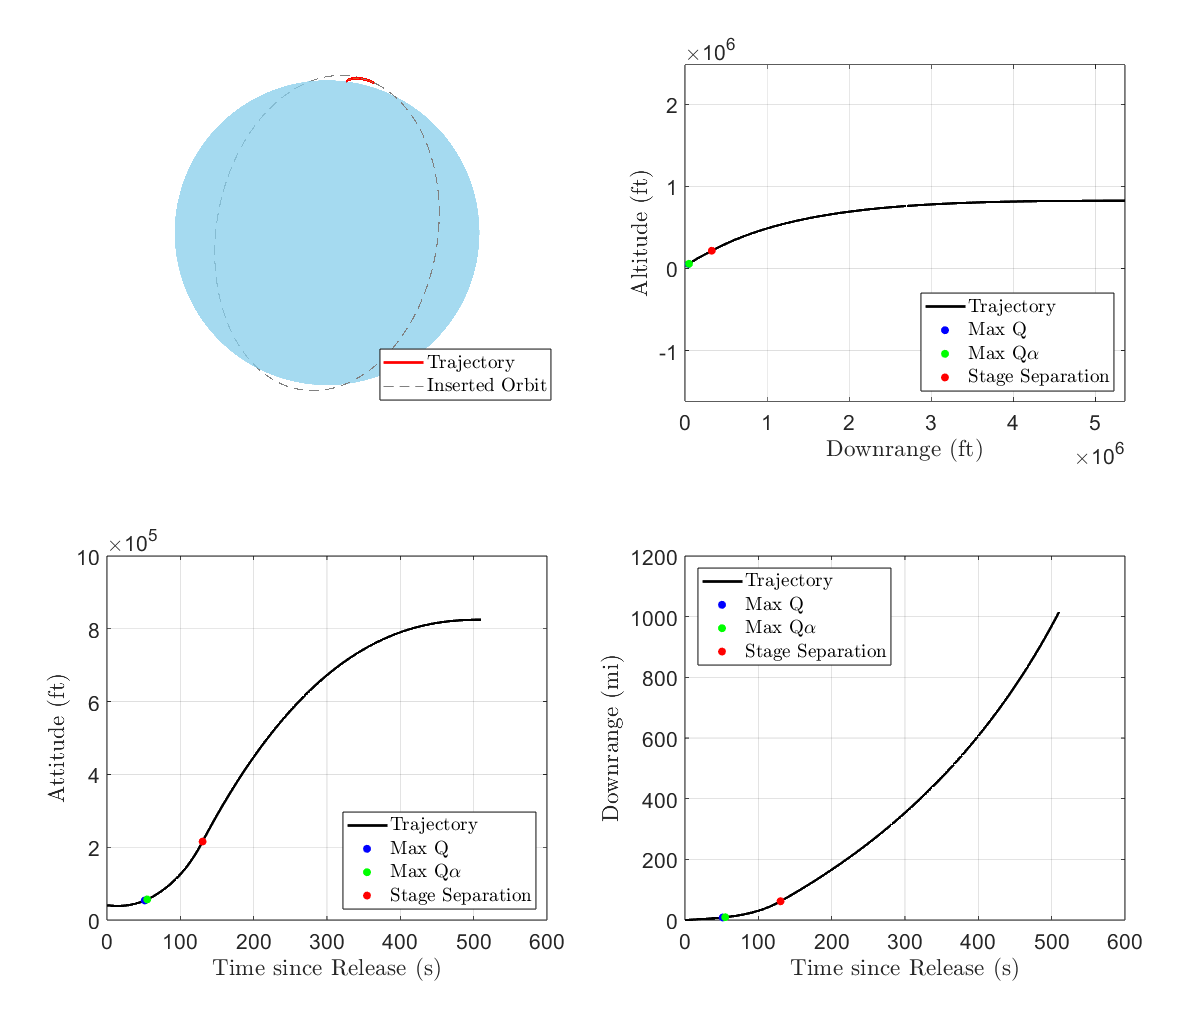 Trajectory
Inserted Orbit
×10^6
2
1
0
-1
Altitude (ft)
Trajectory
Max Q
Max Qα
Stage Separation
0 1 2 3 4 5
Downrange (ft)
×10^6
×10^5
10
8
6
4
2
0
Attitude (ft)
Trajectory
Max Q
Max Qα
Stage Separation
0 100 200 300 400 500 600
Time since Release (s)
1200
1000
800
600
400
200
0
Downrange (mi)
Trajectory
Max Q
Max Qα
Stage Separation
0 100 200 300 400 500 600
Time since Release (s)